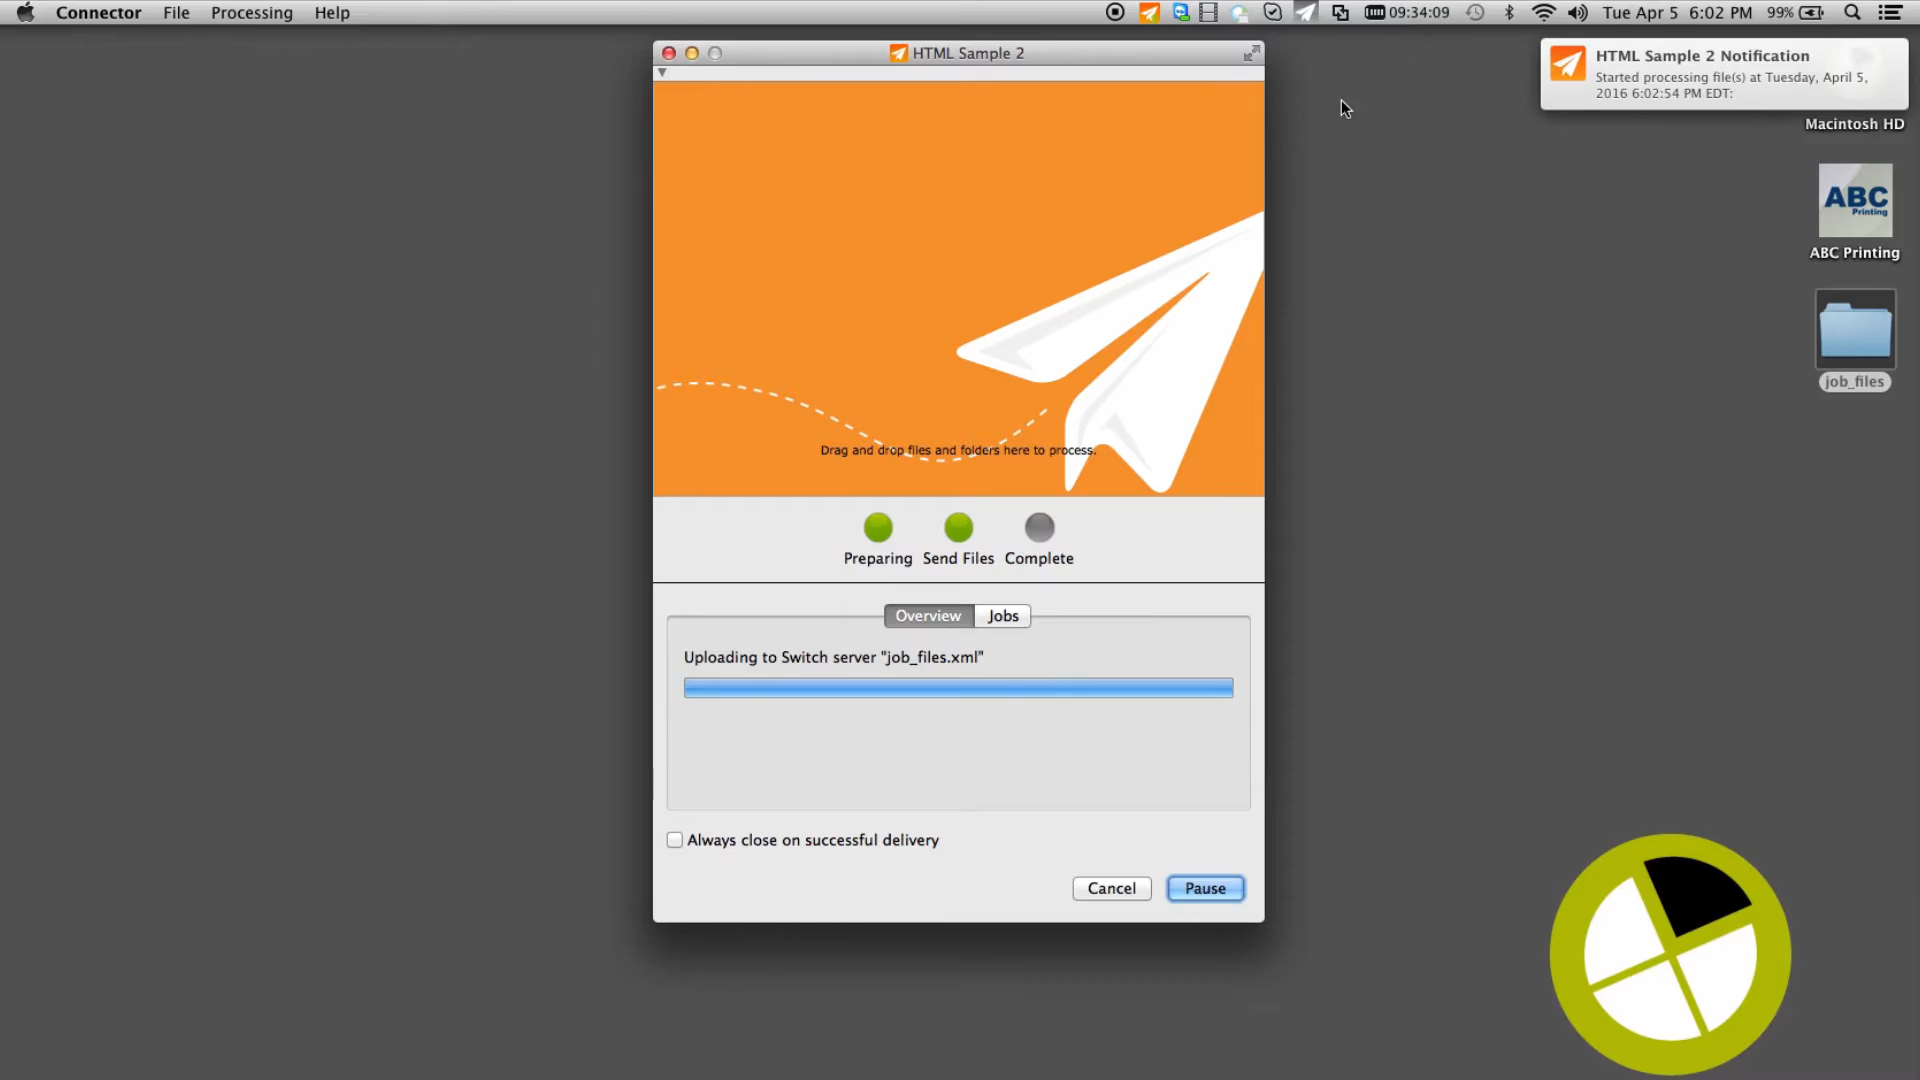 Connector File Processing Help
09:34:09 Tue Apr 5 6:02 PM 99%
HTML Sample 2
HTML Sample 2 Notification
Started processing file(s) at Tuesday, April 5,
2016 6:02:54 PM EDT:
Macintosh HD
ABC
Printing
ABC Printing
job_files
Drag and drop files and folders here to process.
Preparing Send Files Complete
Overview Jobs
Uploading to Switch server "job_files.xml"
Always close on successful delivery
Cancel Pause